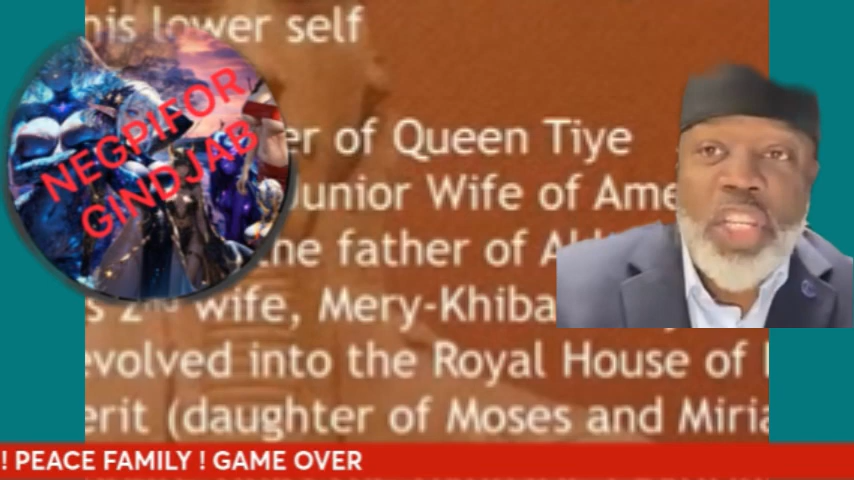 his lower self
NEGPIFOR
GINDJAB
er of Queen Tiye
Junior Wife of Ame
the father of
s 2nd wife, Mery-Khiba
evolved into the Royal House of
erit (daughter of Moses and Miria
! PEACE FAMILY ! GAME OVER